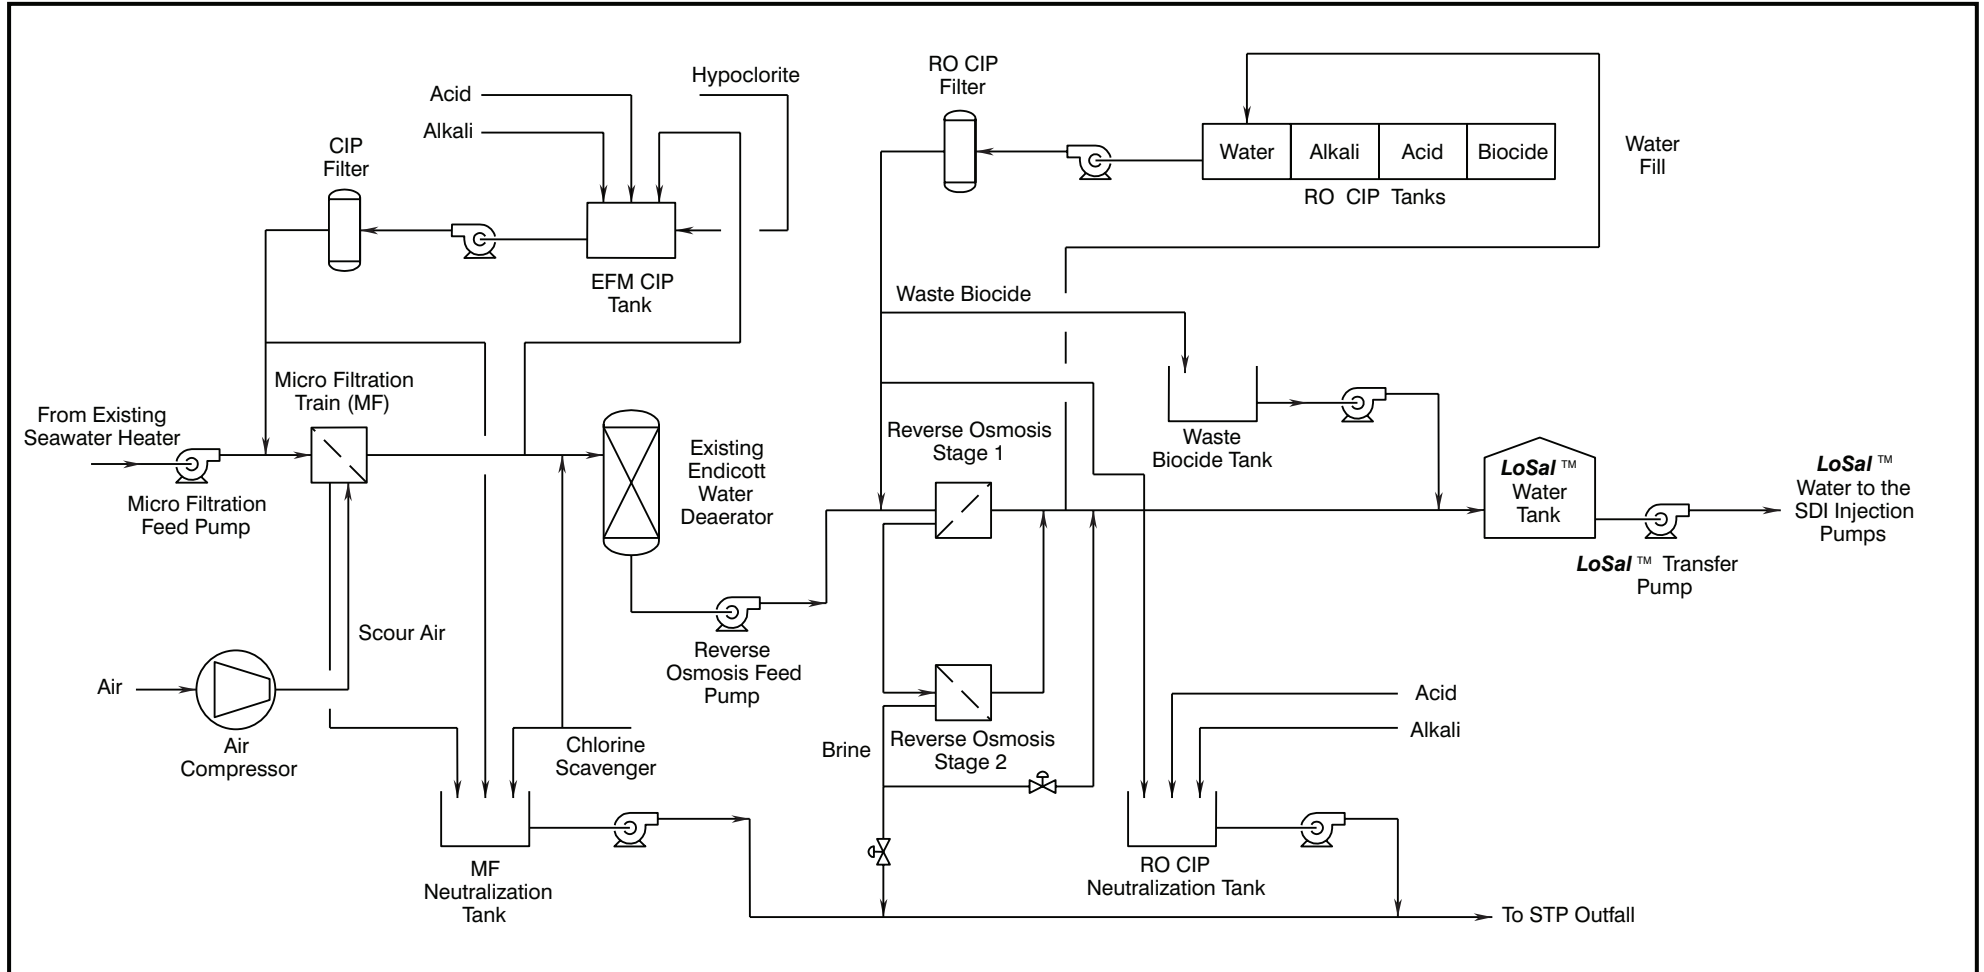 Hypoclorite
Acid
Alkali
CIP
Filter
EFM CIP
Tank
RO CIP
Filter
Water
Alkali
Acid
Biocide
RO CIP Tanks
Water
Fill
Waste Biocide
Micro Filtration
Train (MF)
From Existing
Seawater Heater
Micro Filtration
Feed Pump
Existing
Endicott
Water
Deaerator
Reverse Osmosis
Stage 1
Waste
Biocide Tank
LoSal ™
Water
Tank
LoSal ™
Water to the
SDI Injection
Pumps
LoSal ™ Transfer
Pump
Scour Air
Air
Air
Compressor
Reverse
Osmosis Feed
Pump
Chlorine
Scavenger
Brine
Reverse Osmosis
Stage 2
Acid
Alkali
MF
Neutralization
Tank
RO CIP
Neutralization Tank
To STP Outfall